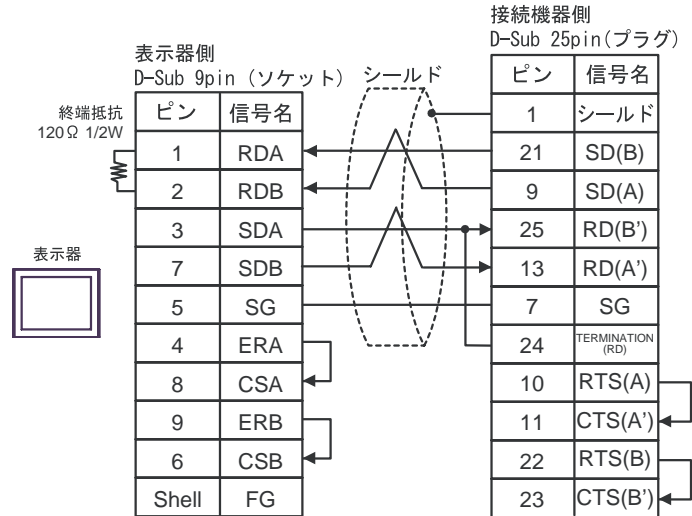 接続機器側
D-Sub 25pin(プラグ)
表示器側
D-Sub 9pin (ソケット)
シールド
終端抵抗
120Ω 1/2W
表示器
ピン 信号名
1 RDA
2 RDB
3 SDA
7 SDB
5 SG
4 ERA
8 CSA
9 ERB
6 CSB
Shell FG
ピン 信号名
1 シールド
21 SD(B)
9 SD(A)
25 RD(B')
13 RD(A')
7 SG
24 TERMINATION
(RD)
10 RTS(A)
11 CTS(A')
22 RTS(B)
23 CTS(B')